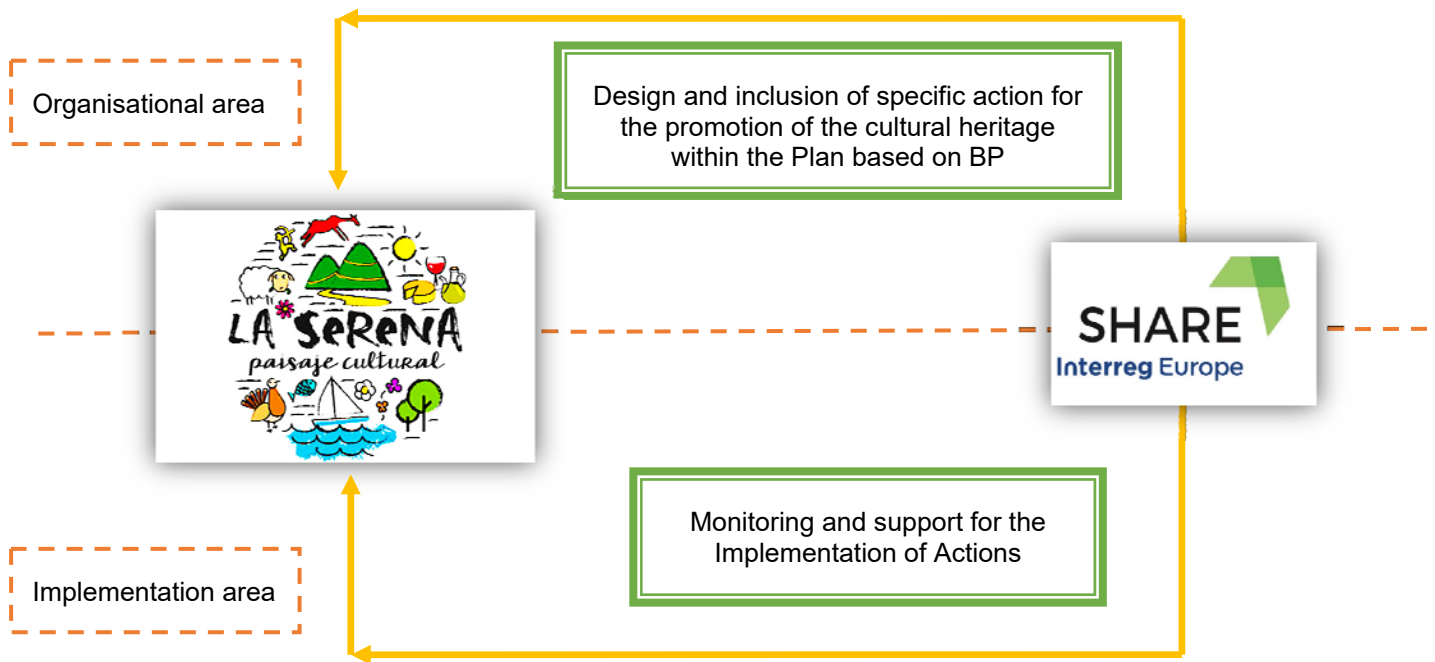 Organisational area
Design and inclusion of specific action for
the promotion of the cultural heritage
within the Plan based on BP
LA SeReNA
paisaje cultural
SHARE
Interreg Europe
Monitoring and support for the
Implementation of Actions
Implementation area